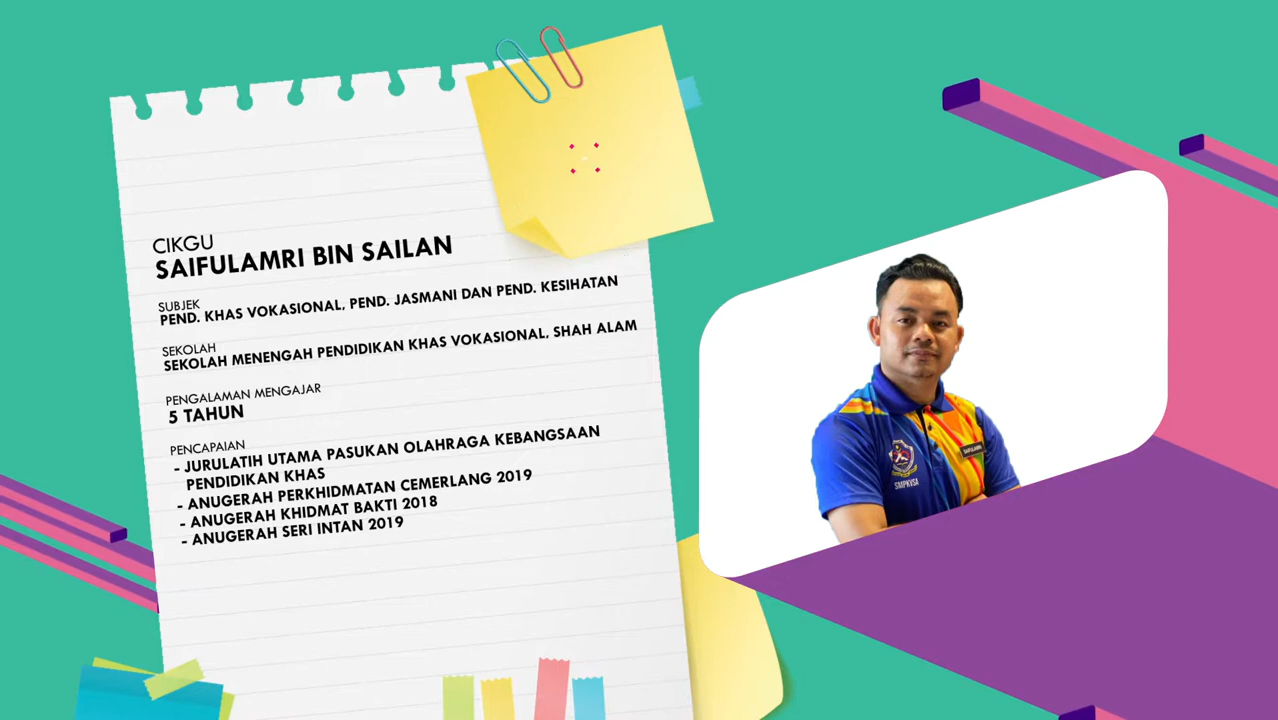 CIKGU
SAIFULAMRI BIN SAILAN
SUBJEK
PEND. KHAS VOKASIONAL, PEND. JASMANI DAN PEND. KESIHATAN
SEKOLAH
SEKOLAH MENENGAH PENDIDIKAN KHAS VOKASIONAL, SHAH ALAM
PENGALAMAN MENGAJAR
5 TAHUN
PENCAPAIAN
- JURULATIH UTAMA PASUKAN OLAHRAGA KEBANGSAAN
PENDIDIKAN KHAS
- ANUGERAH PERKHIDMATAN CEMERLANG 2019
- ANUGERAH KHIDMAT BAKTI 2018
- ANUGERAH SERI INTAN 2019
SAIFULAMRI
SMPKVSA